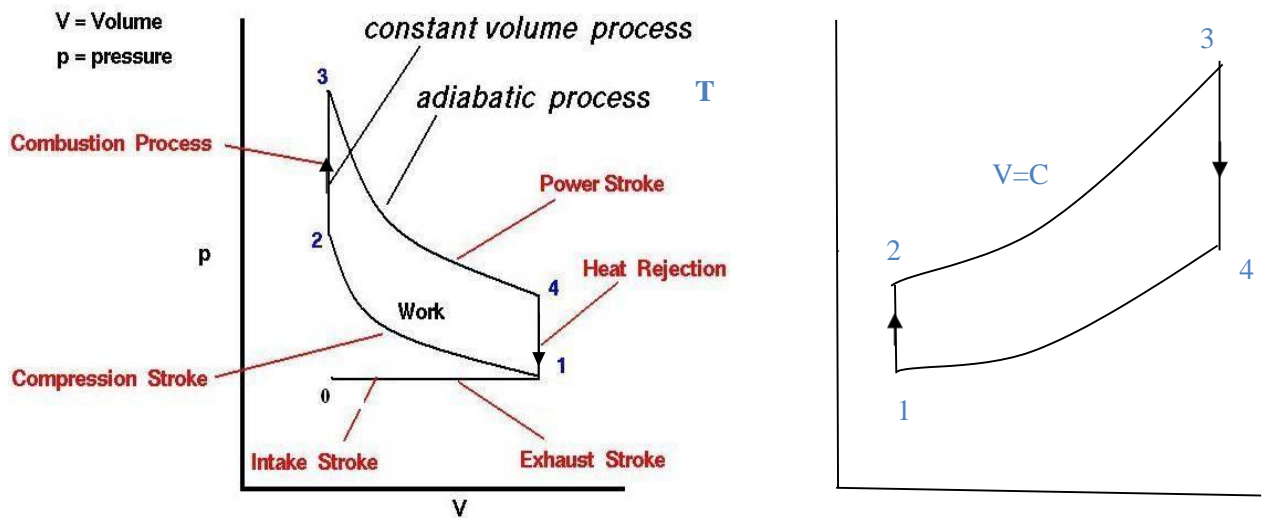 V = Volume
p = pressure
constant volume process
3
adiabatic process
Combustion Process
Power Stroke
2
p
Heat Rejection
4
Work
1
Compression Stroke
0
Intake Stroke
Exhaust Stroke
V
T
3
V=C
2
4
1